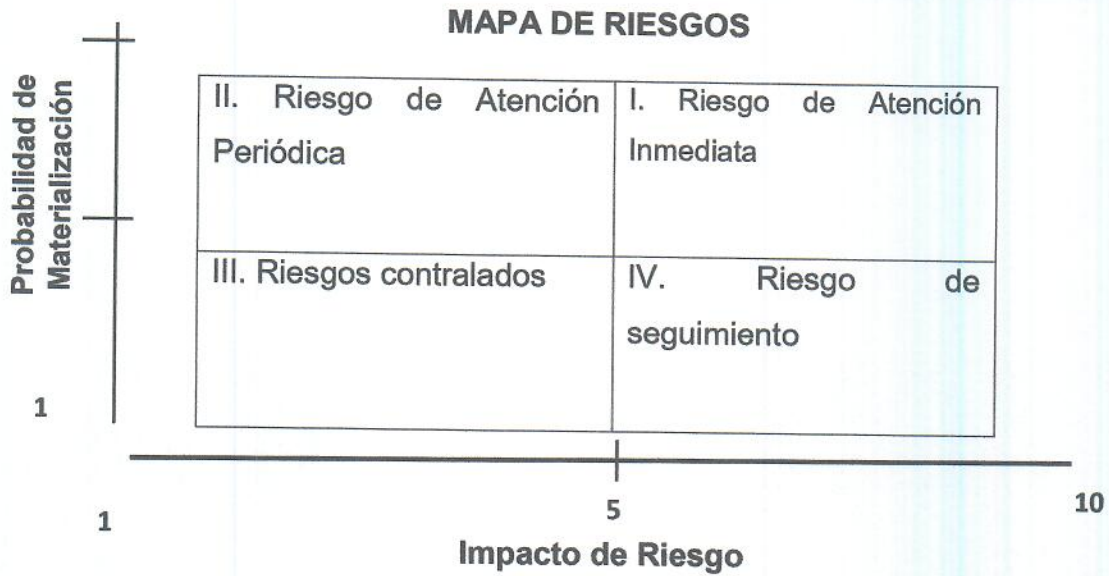 MAPA DE RIESGOS
Probabilidad de
Materialización
II. Riesgo de Atención
Periódica
I. Riesgo de Atención
Inmediata
III. Riesgos contralados
IV. Riesgo de
seguimiento
1
1
5
10
Impacto de Riesgo